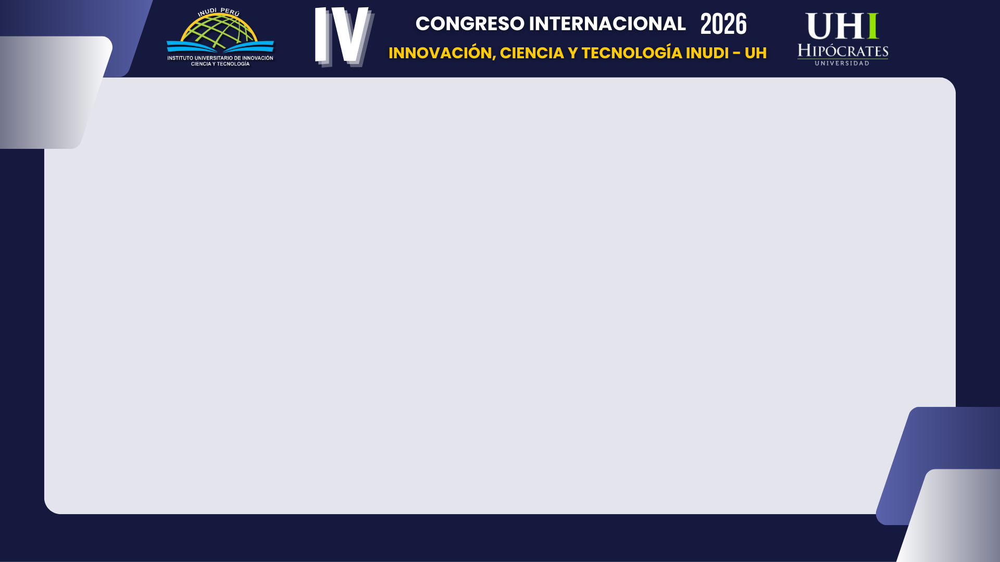 INUDI PERÚ
INSTITUTO UNIVERSITARIO DE INNOVACIÓN
CIENCIA Y TECNOLOGÍA
IV
CONGRESO INTERNACIONAL 2026
INNOVACIÓN, CIENCIA Y TECNOLOGÍA INUDI - UH
UHI
HIPÓCRATES
UNIVERSIDAD